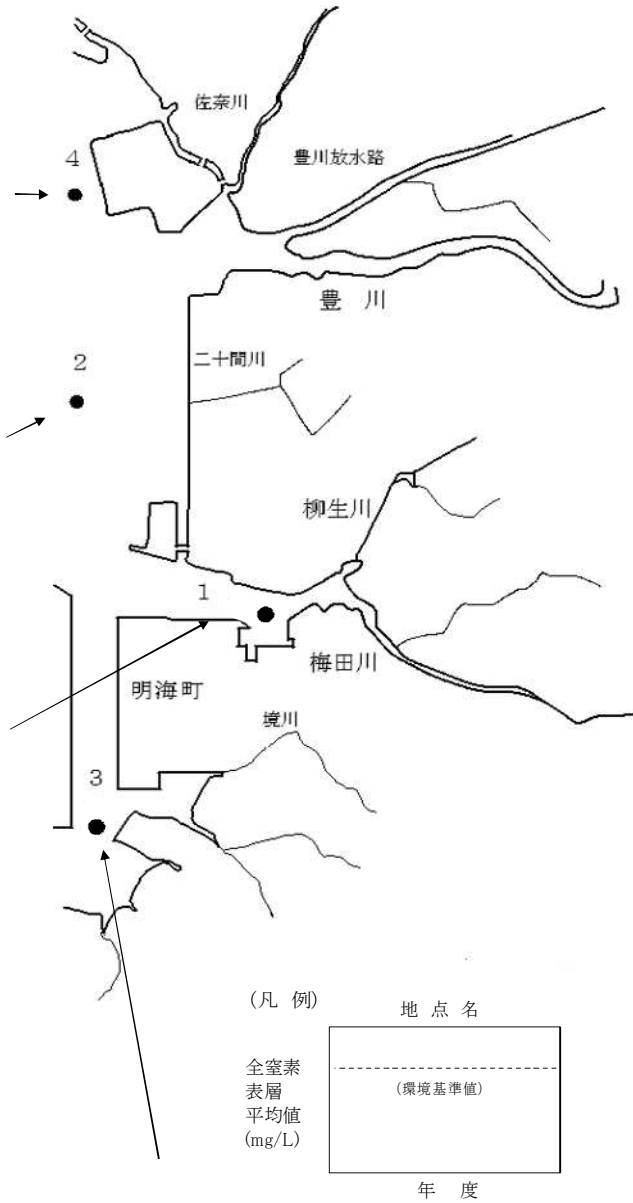 佐奈川
豊川放水路
4
豊 川
2
二十間川
柳生川
1
梅田川
明海町
境川
3
(凡 例)
地 点 名
全窒素
表層
平均値
(mg/L)
(環境基準値)
年 度